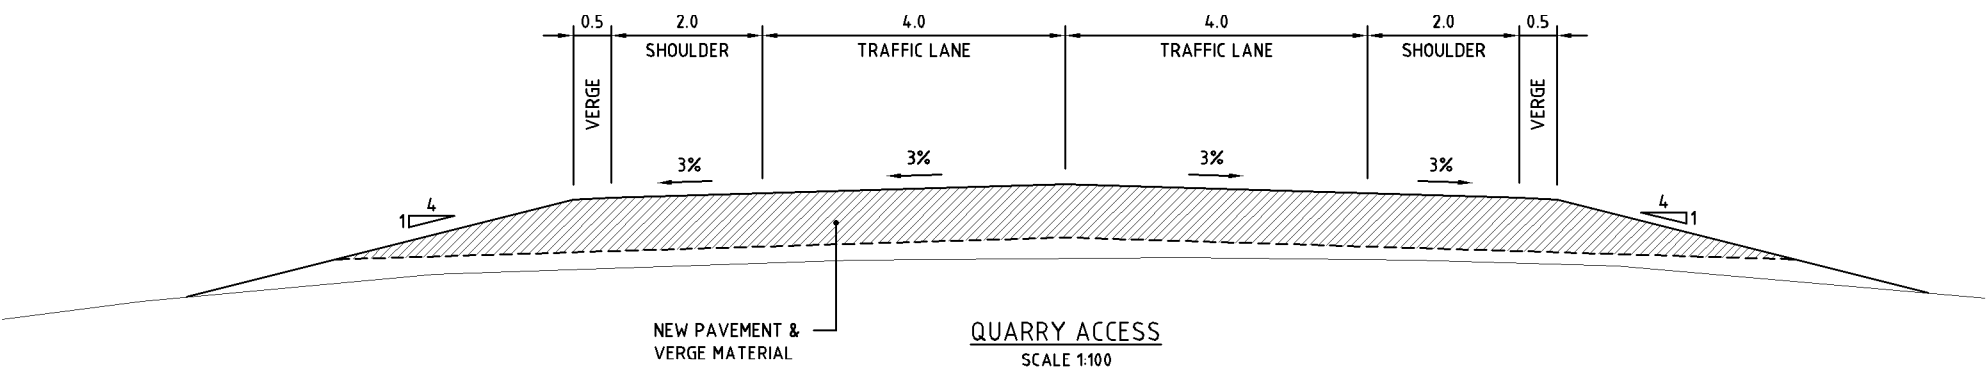 0.5 2.0 4.0 4.0 2.0 0.5
SHOULDER TRAFFIC LANE TRAFFIC LANE SHOULDER
VERGE VERGE
3% 3% 3% 3%
4 4
1 1
NEW PAVEMENT &
VERGE MATERIAL
QUARRY ACCESS
SCALE 1:100